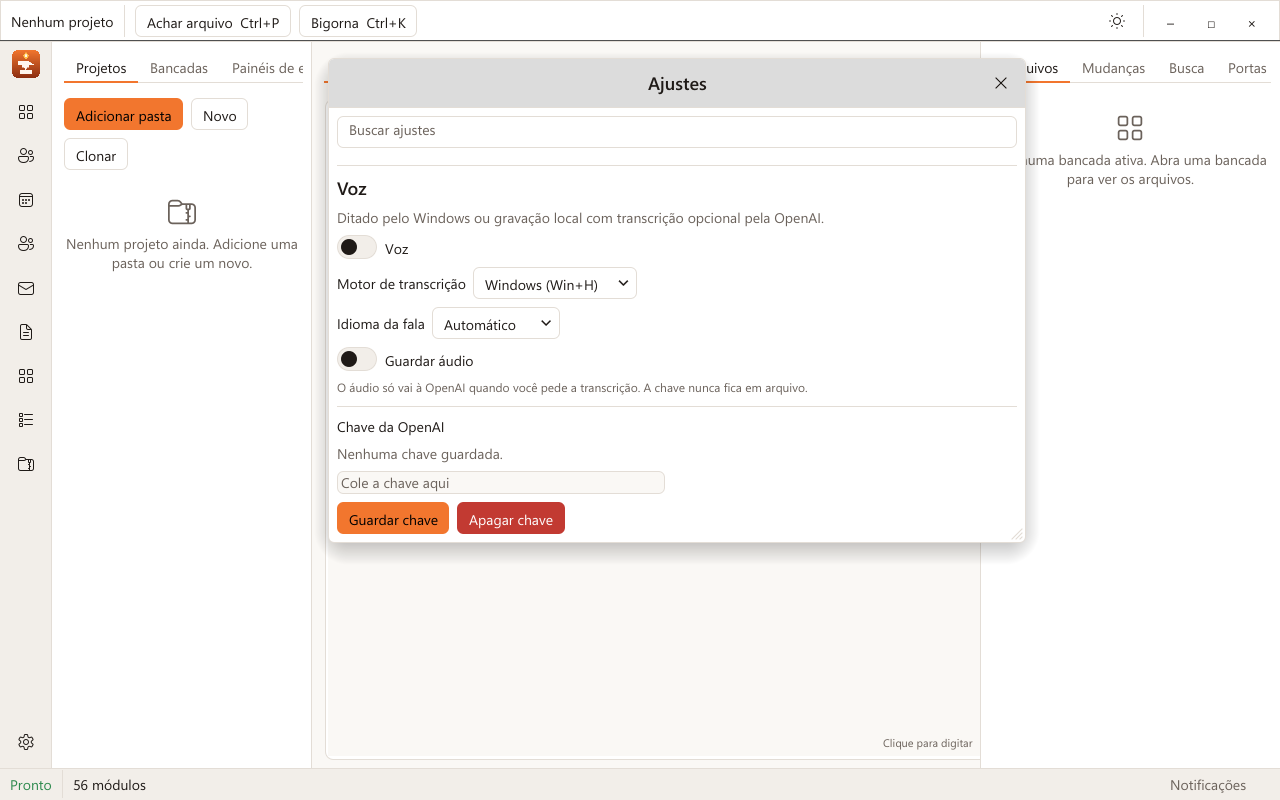 Nenhum projeto
Achar arquivo Ctrl+P
Bigorna Ctrl+K
Projetos
Bancadas
Painéis de e
Adicionar pasta
Novo
Clonar
Nenhum projeto ainda. Adicione uma
pasta ou crie um novo.
Ajustes
Buscar ajustes
Voz
Ditado pelo Windows ou gravação local com transcrição opcional pela OpenAI.
Voz
Motor de transcrição
Windows (Win+H)
Idioma da fala
Automático
Guardar áudio
O áudio só vai à OpenAI quando você pede a transcrição. A chave nunca fica em arquivo.
Chave da OpenAI
Nenhuma chave guardada.
Cole a chave aqui
Guardar chave
Apagar chave
Clique para digitar
uivos
Mudanças
Busca
Portas
uma bancada ativa. Abra uma bancada
para ver os arquivos.
Pronto
56 módulos
Notificações